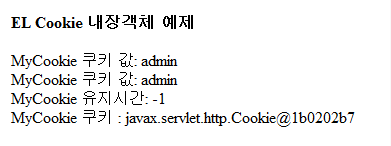 EL Cookie 내장객체 예제
MyCookie 쿠키 값: admin
MyCookie 쿠키 값: admin
MyCookie 유지시간: -1
MyCookie 쿠키 : javax.servlet.http.Cookie@1b0202b7